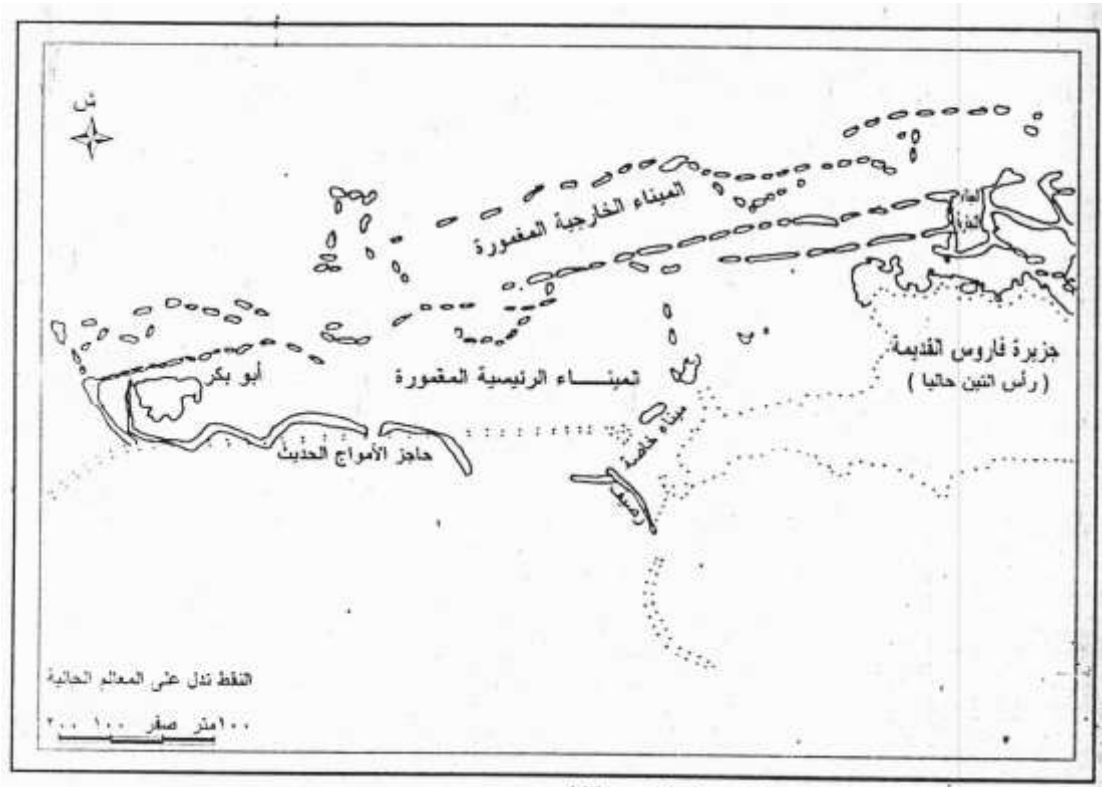 ش
الميناء الخارجية المغمورة
جزيرة فاروس القديمة
( رأس التين حاليا )
أبو بكر
المينـــاء الرئيسية المغمورة
ميناء خاصة
حاجز الأمواج الحديث
رصيف
النقط تدل على المعالم الحالية
٢٠٠ ١٠٠ صفر ١٠٠متر